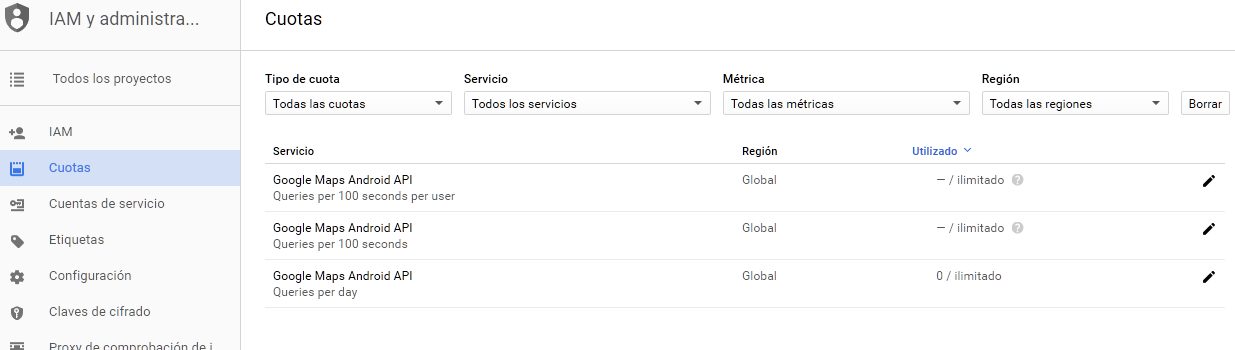 IAM y administra...
Cuotas
Todos los proyectos
IAM
Cuotas
Cuentas de servicio
Etiquetas
Configuración
Claves de cifrado
Proxy de comprobación de i
Tipo de cuota
Servicio
Métrica
Región
Todas las cuotas
Todos los servicios
Todas las métricas
Todas las regiones
Borrar
Servicio
Región
Utilizado
Google Maps Android API
Queries per 100 seconds per user
Global
— / ilimitado ?
Google Maps Android API
Queries per 100 seconds
Global
— / ilimitado ?
Google Maps Android API
Queries per day
Global
0 / ilimitado